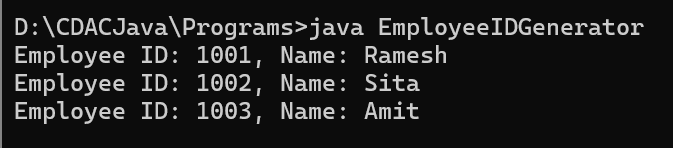 D:\CDACJava\Programs>java EmployeeIDGenerator
Employee ID: 1001, Name: Ramesh
Employee ID: 1002, Name: Sita
Employee ID: 1003, Name: Amit